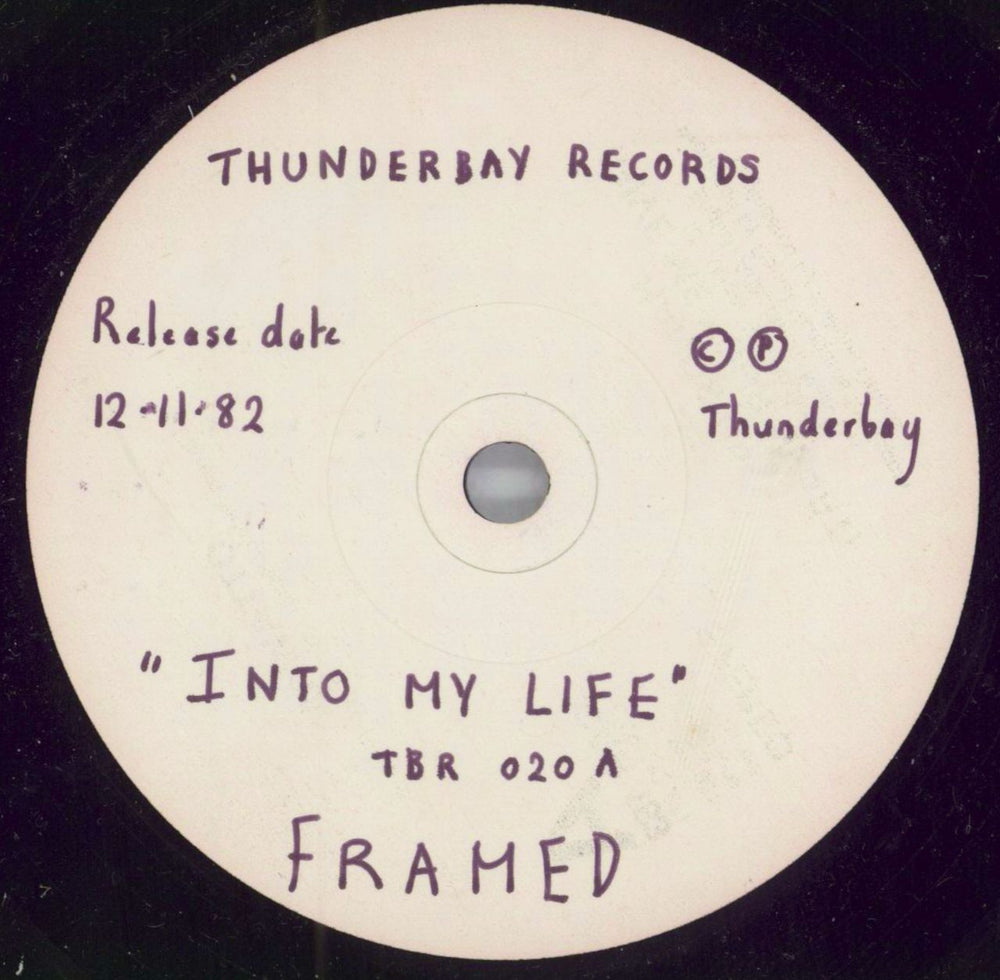 THUNDERBAY RECORDS
Release date
12-11-82
© ℗
Thunderbay
"INTO MY LIFE"
TBR 020 A
FRAMED